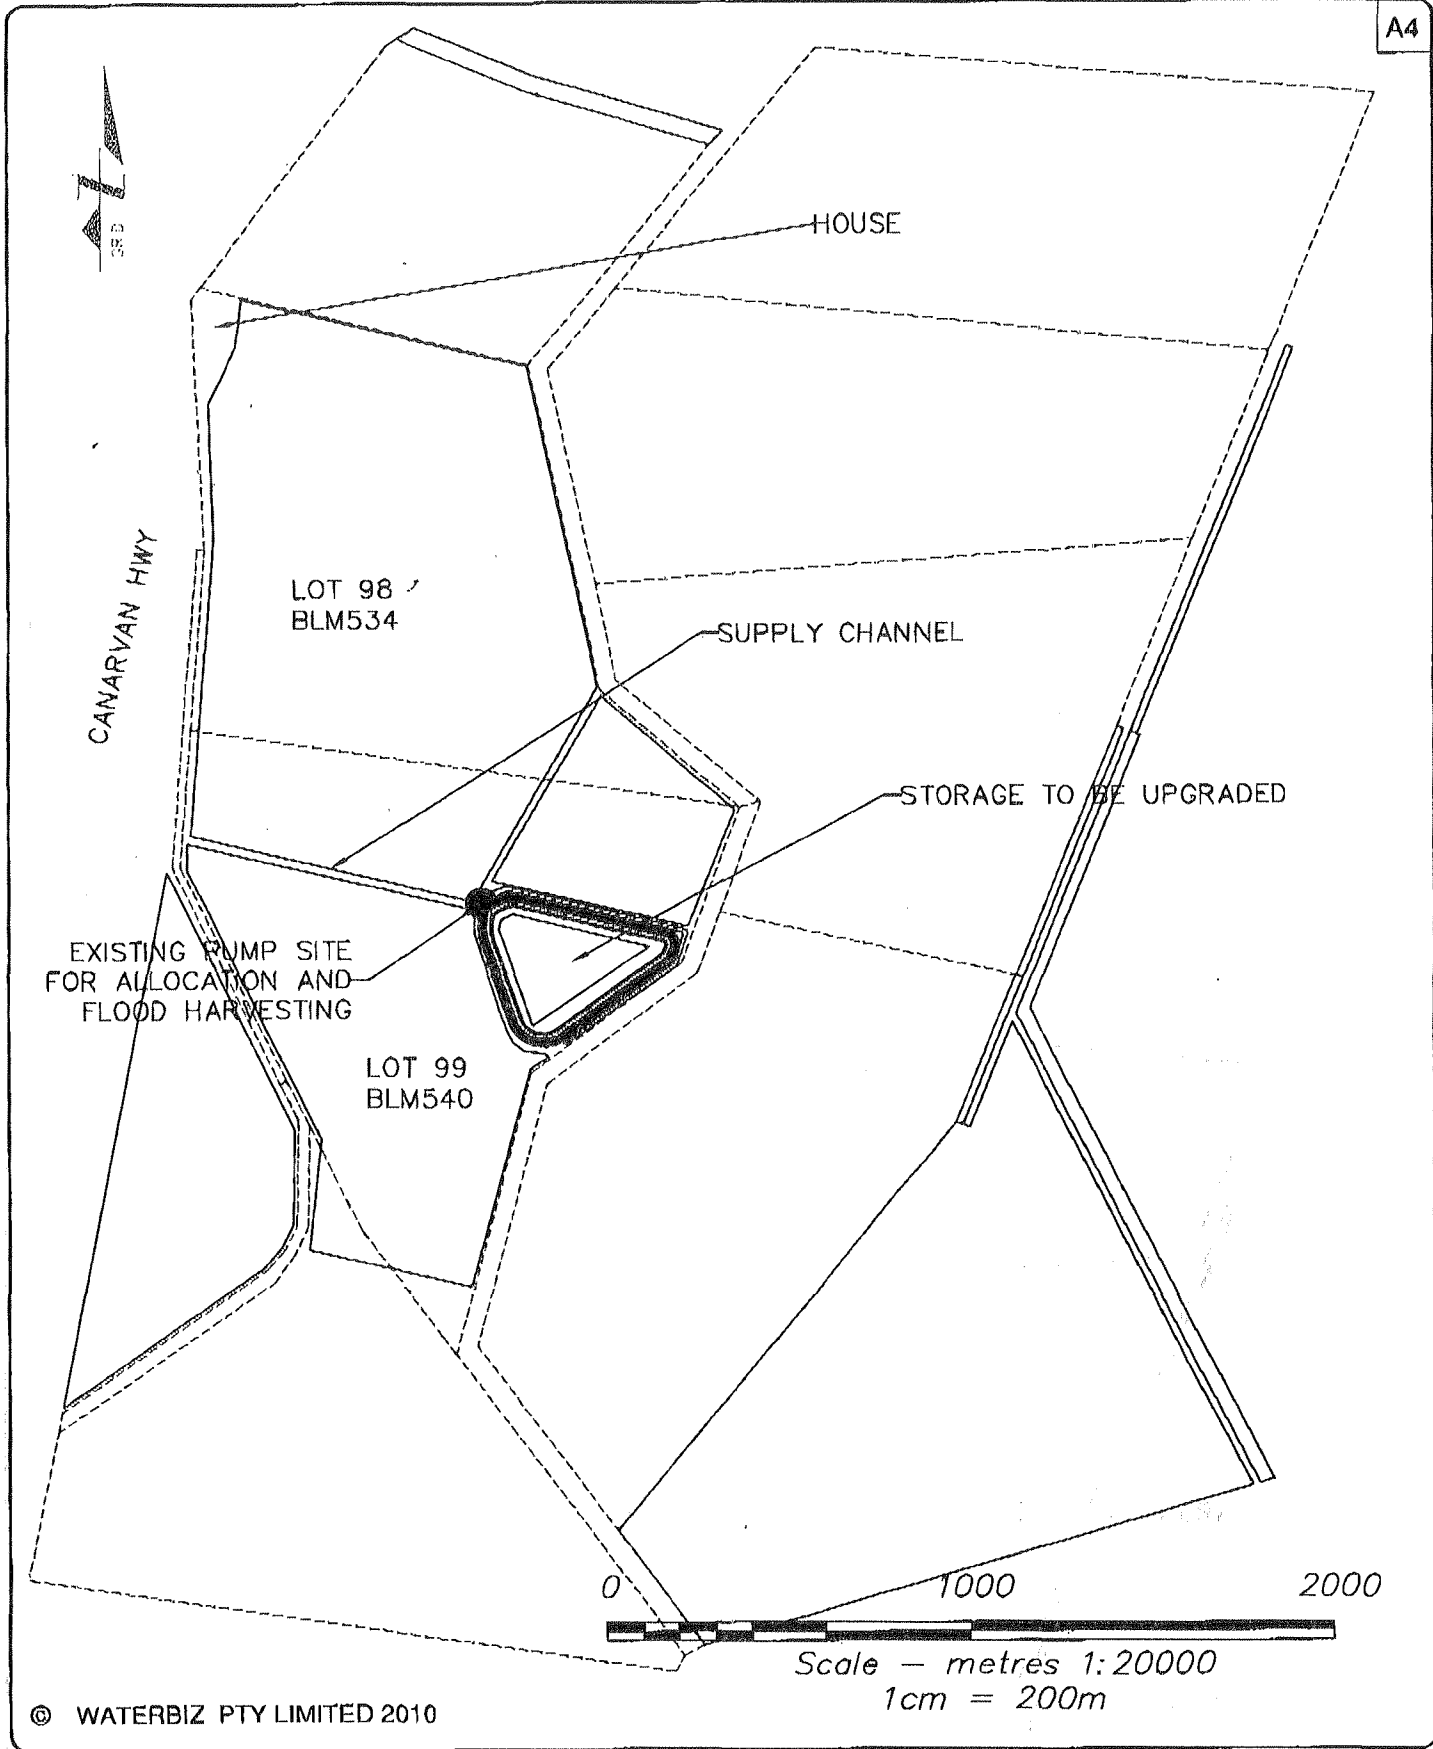 A4
GRID
HOUSE
CANARVAN HWY
LOT 98
BLM534
SUPPLY CHANNEL
STORAGE TO BE UPGRADED
EXISTING PUMP SITE
FOR ALLOCATION AND
FLOOD HARVESTING
LOT 99
BLM540
0 1000 2000
Scale – metres 1:20000
1cm = 200m
© WATERBIZ PTY LIMITED 2010